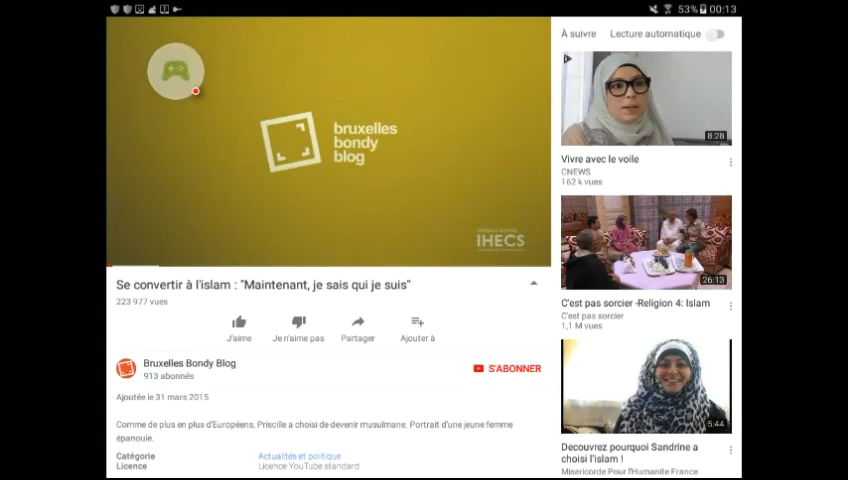 53% 00:13
bruxelles
bondy
blog
IHECS
Se convertir à l'islam : "Maintenant, je sais qui je suis"
223 977 vues
J'aime
Je n'aime pas
Partager
Ajouter à
Bruxelles Bondy Blog
913 abonnés
S'ABONNER
Ajoutée le 31 mars 2015
Comme de plus en plus d'Européens, Priscille a choisi de devenir musulmane. Portrait d'une jeune femme
épanouie.
Catégorie Actualités et politique
Licence Licence YouTube standard
À suivre Lecture automatique
8:28
Vivre avec le voile
CNEWS
162 k vues
26:13
C'est pas sorcier -Religion 4: Islam
C'est pas sorcier
1,1 M vues
5:44
Decouvrez pourquoi Sandrine a
choisi l'islam !
Misericorde Pour l'Humanite France